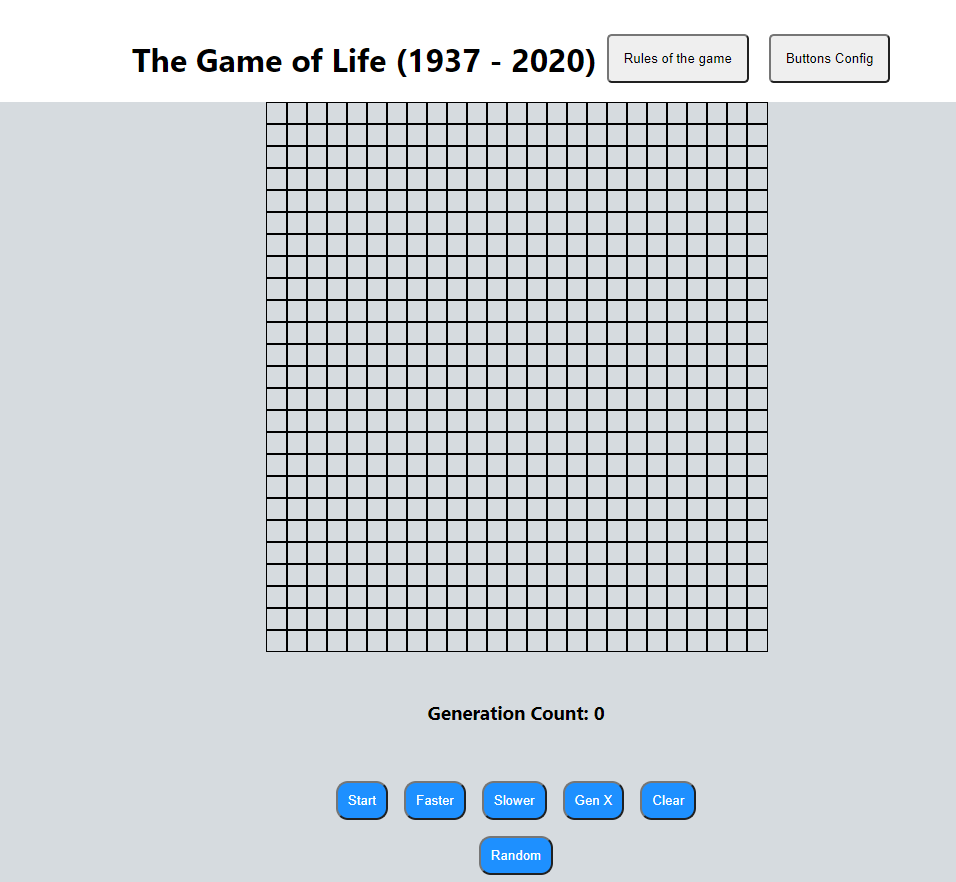 The Game of Life (1937 - 2020)
Rules of the game
Buttons Config
Generation Count: 0
Start
Faster
Slower
Gen X
Clear
Random